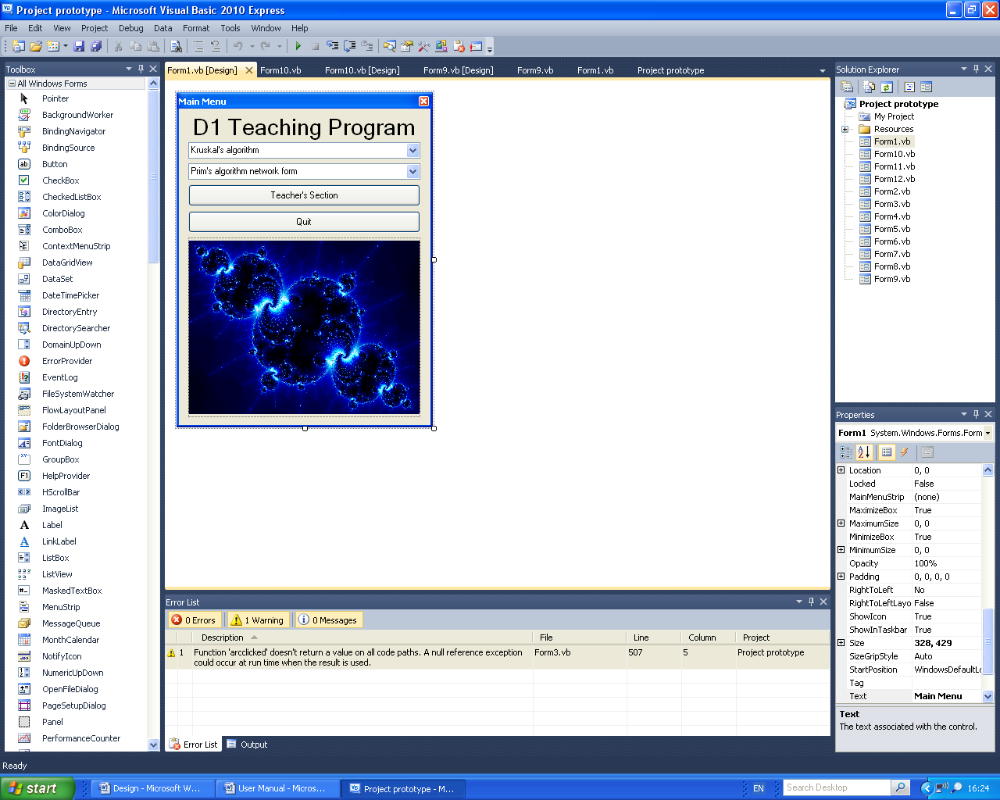 Project prototype - Microsoft Visual Basic 2010 Express
File Edit View Project Debug Data Format Tools Window Help
Toolbox
All Windows Forms
Pointer
BackgroundWorker
BindingNavigator
BindingSource
Button
CheckBox
CheckedListBox
ColorDialog
ComboBox
ContextMenuStrip
DataGridView
DataSet
DateTimePicker
DirectoryEntry
DirectorySearcher
DomainUpDown
ErrorProvider
EventLog
FileSystemWatcher
FlowLayoutPanel
FolderBrowserDialog
FontDialog
GroupBox
HelpProvider
HScrollBar
ImageList
Label
LinkLabel
ListBox
ListView
MaskedTextBox
MenuStrip
MessageQueue
MonthCalendar
NotifyIcon
NumericUpDown
OpenFileDialog
PageSetupDialog
Panel
PerformanceCounter
Form1.vb [Design] Form10.vb Form10.vb [Design] Form9.vb [Design] Form9.vb Form1.vb Project prototype
Main Menu
D1 Teaching Program
Kruskal's algorithm
Prim's algorithm network form
Teacher's Section
Quit
Error List
0 Errors 1 Warning 0 Messages
Description File Line Column Project
1 Function 'arcclicked' doesn't return a value on all code paths. A null reference exception Form3.vb 507 5 Project prototype
could occur at run time when the result is used.
Error List Output
Solution Explorer
Project prototype
My Project
Resources
Form1.vb
Form10.vb
Form11.vb
Form12.vb
Form2.vb
Form3.vb
Form4.vb
Form5.vb
Form6.vb
Form7.vb
Form8.vb
Form9.vb
Properties
Form1 System.Windows.Forms.Form
Location 0, 0
Locked False
MainMenuStrip (none)
MaximizeBox True
MaximumSize 0, 0
MinimizeBox True
MinimumSize 0, 0
Opacity 100%
Padding 0, 0, 0, 0
RightToLeft No
RightToLeftLayo False
ShowIcon True
ShowInTaskbar True
Size 328, 429
SizeGripStyle Auto
StartPosition WindowsDefaultLo
Tag
Text Main Menu
Text
The text associated with the control.
Ready
start Design - Microsoft W... User Manual - Micros... Project prototype - M... EN Search Desktop 16:24